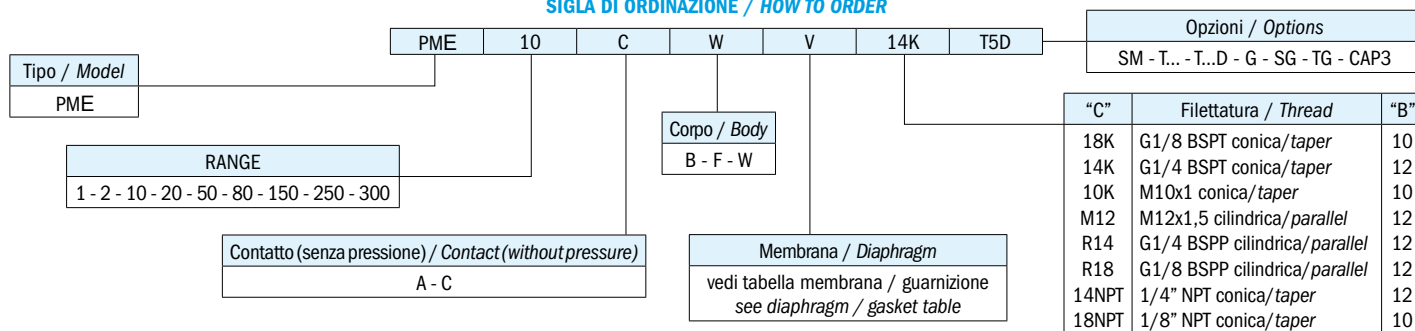 SIGLA DI ORDINAZIONE / HOW TO ORDER
PME 10 C W V 14K T5D
Opzioni / Options
SM - T... - T...D - G - SG - TG - CAP3
Tipo / Model
PME
RANGE
1 - 2 - 10 - 20 - 50 - 80 - 150 - 250 - 300
Contatto (senza pressione) / Contact (without pressure)
A - C
Corpo / Body
B - F - W
Membrana / Diaphragm
vedi tabella membrana / guarnizione
see diaphragm / gasket table
“C” Filettatura / Thread “B”
18K G1/8 BSPT conica/taper 10
14K G1/4 BSPT conica/taper 12
10K M10x1 conica/taper 10
M12 M12x1,5 cilindrica/parallel 12
R14 G1/4 BSPP cilindrica/parallel 12
R18 G1/8 BSPP cilindrica/parallel 12
14NPT 1/4” NPT conica/taper 12
18NPT 1/8” NPT conica/taper 10